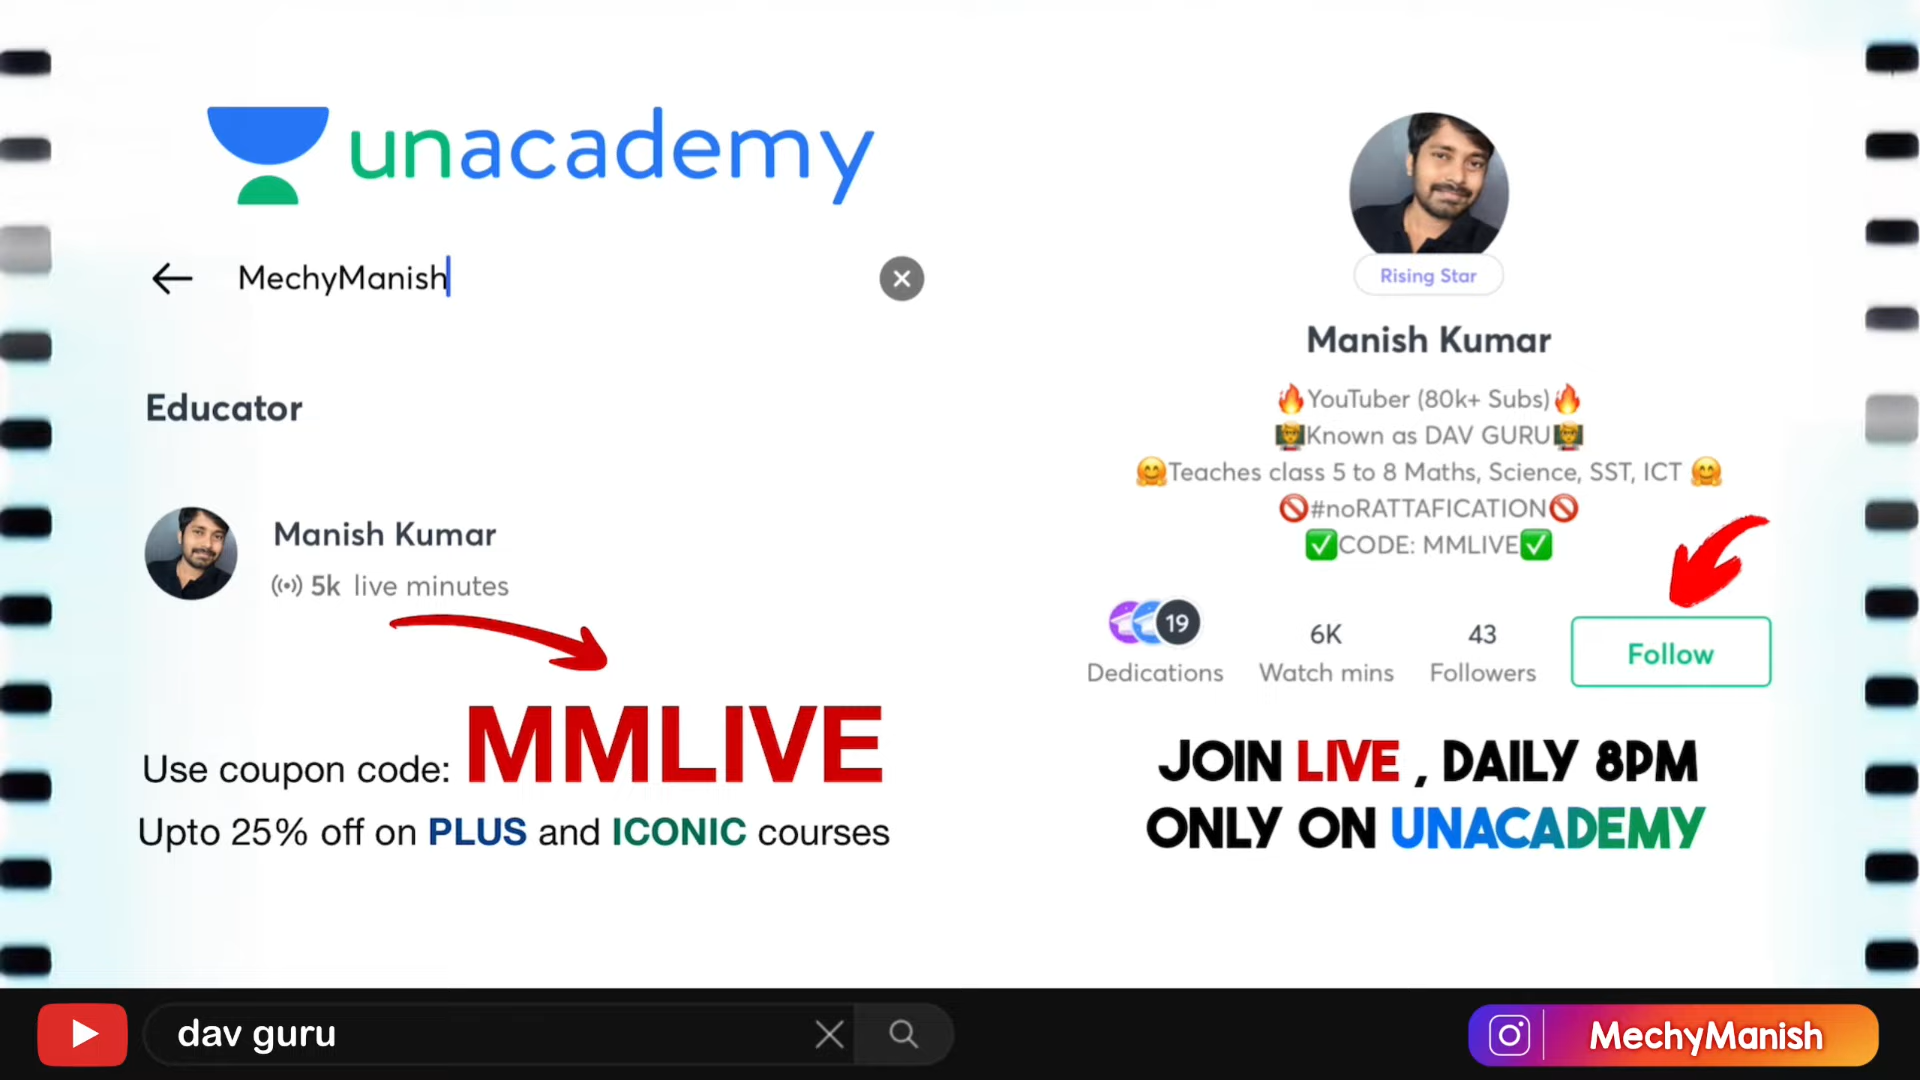 unacademy
MechyManish
Educator
Manish Kumar
5k live minutes
Use coupon code: MMLIVE
Upto 25% off on PLUS and ICONIC courses
Rising Star
Manish Kumar
🔥YouTuber (80k+ Subs)🔥
👨‍🏫Known as DAV GURU👨‍🏫
🤗Teaches class 5 to 8 Maths, Science, SST, ICT 🤗
🚫#noRATTAFICATION🚫
✅CODE: MMLIVE✅
19 6K 43
Dedications Watch mins Followers
Follow
JOIN LIVE , DAILY 8PM
ONLY ON UNACADEMY
dav guru
MechyManish